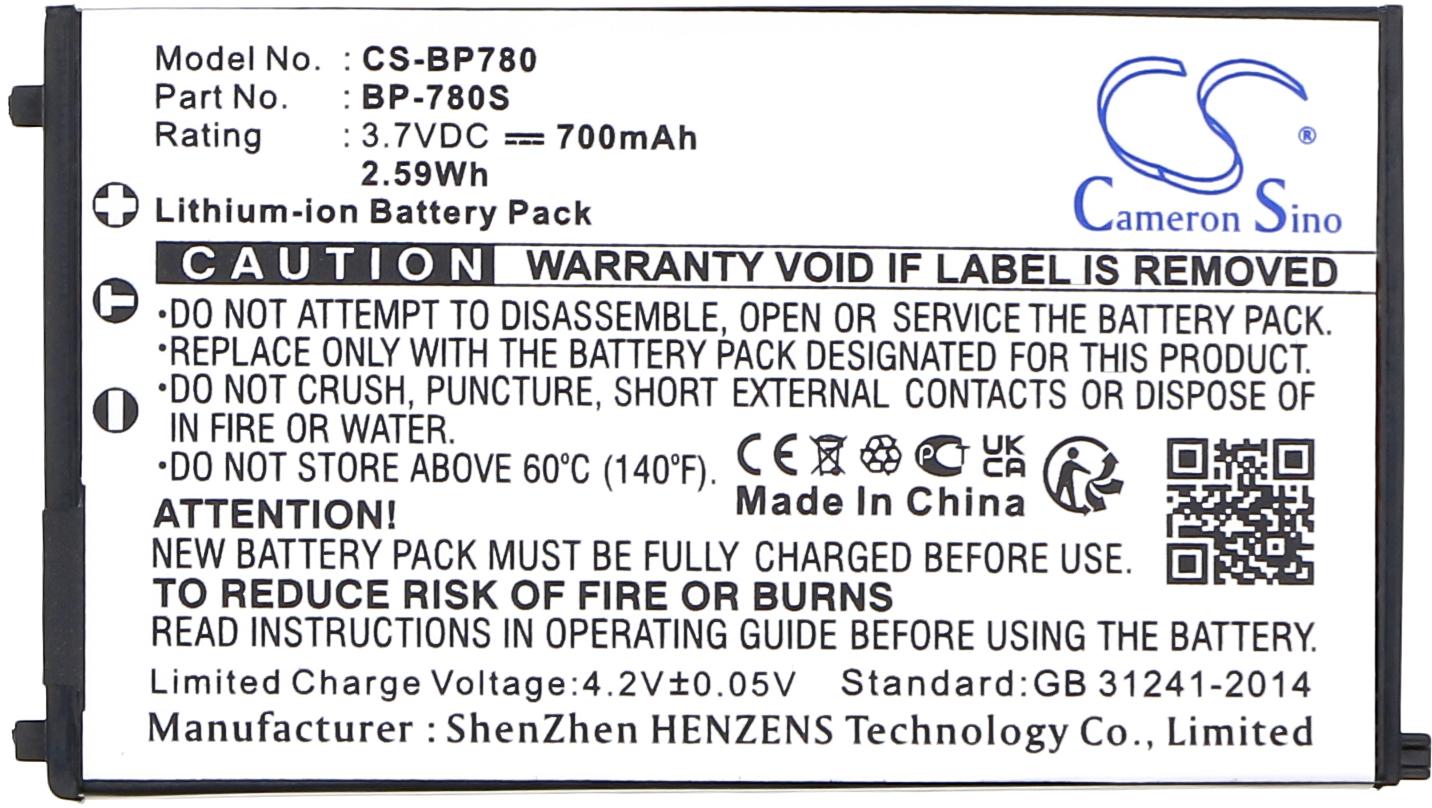 Model No. : CS-BP780
Part No. : BP-780S
Rating : 3.7VDC ⎓ 700mAh
2.59Wh
Lithium-ion Battery Pack
CS ®
Cameron Sino
CAUTION WARRANTY VOID IF LABEL IS REMOVED
•DO NOT ATTEMPT TO DISASSEMBLE, OPEN OR SERVICE THE BATTERY PACK.
•REPLACE ONLY WITH THE BATTERY PACK DESIGNATED FOR THIS PRODUCT.
•DO NOT CRUSH, PUNCTURE, SHORT EXTERNAL CONTACTS OR DISPOSE OF
IN FIRE OR WATER.
•DO NOT STORE ABOVE 60°C (140°F).
CE UK CA
Made In China
ATTENTION!
NEW BATTERY PACK MUST BE FULLY CHARGED BEFORE USE.
TO REDUCE RISK OF FIRE OR BURNS
READ INSTRUCTIONS IN OPERATING GUIDE BEFORE USING THE BATTERY.
Limited Charge Voltage:4.2V±0.05V Standard:GB 31241-2014
Manufacturer : ShenZhen HENZENS Technology Co., Limited
+
T
-